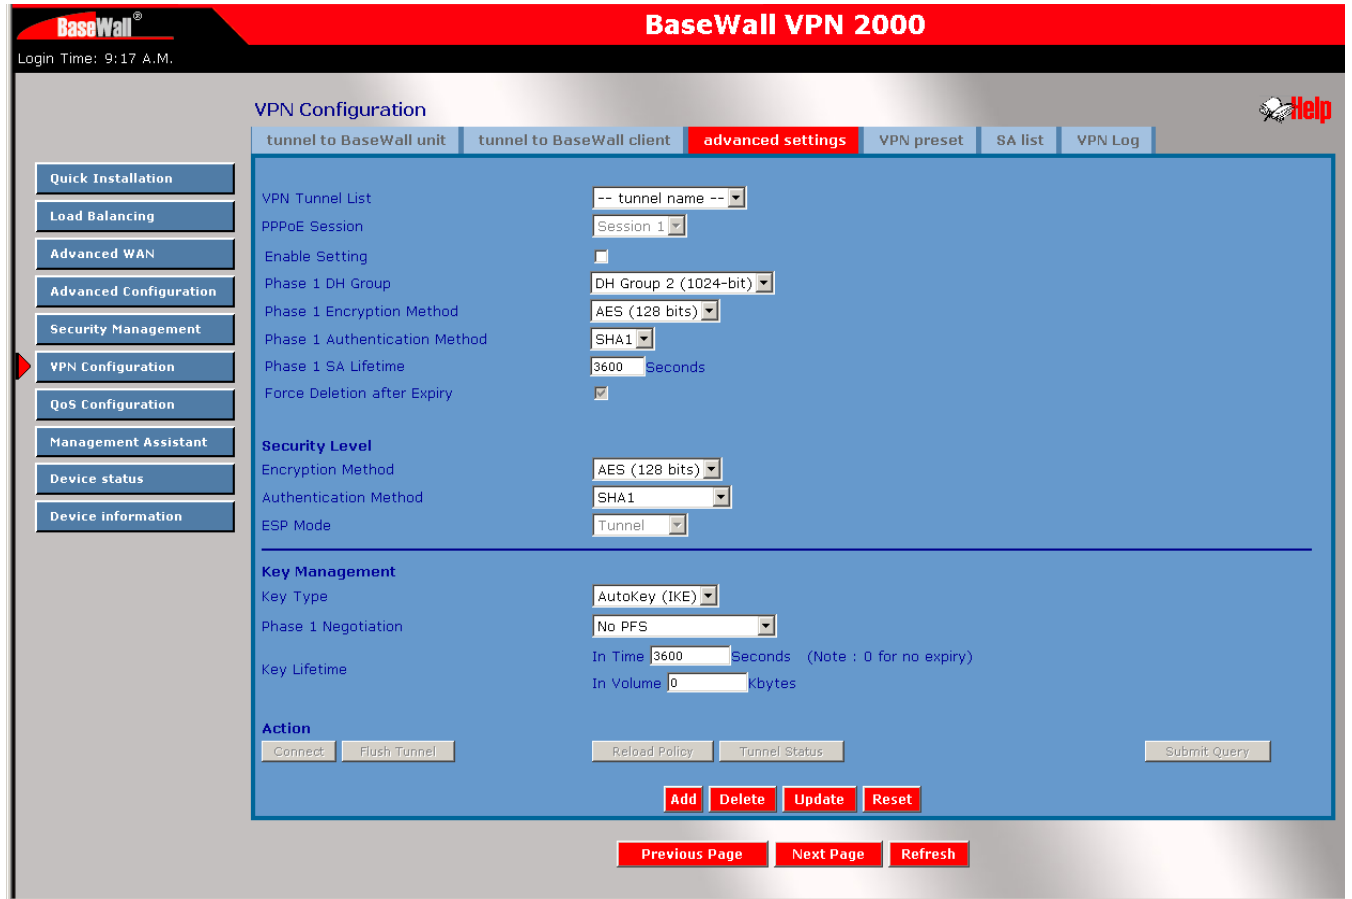 BaseWall®
BaseWall VPN 2000
Login Time: 9:17 A.M.
VPN Configuration
Help
tunnel to BaseWall unit tunnel to BaseWall client advanced settings VPN preset SA list VPN Log
Quick Installation
Load Balancing
Advanced WAN
Advanced Configuration
Security Management
VPN Configuration
QoS Configuration
Management Assistant
Device status
Device information
VPN Tunnel List -- tunnel name --
PPPoE Session Session 1
Enable Setting
Phase 1 DH Group DH Group 2 (1024-bit)
Phase 1 Encryption Method AES (128 bits)
Phase 1 Authentication Method SHA1
Phase 1 SA Lifetime 3600 Seconds
Force Deletion after Expiry
Security Level
Encryption Method AES (128 bits)
Authentication Method SHA1
ESP Mode Tunnel
Key Management
Key Type AutoKey (IKE)
Phase 1 Negotiation No PFS
Key Lifetime In Time 3600 Seconds (Note : 0 for no expiry)
In Volume 0 Kbytes
Action
Connect Flush Tunnel Reload Policy Tunnel Status Submit Query
Add Delete Update Reset
Previous Page Next Page Refresh